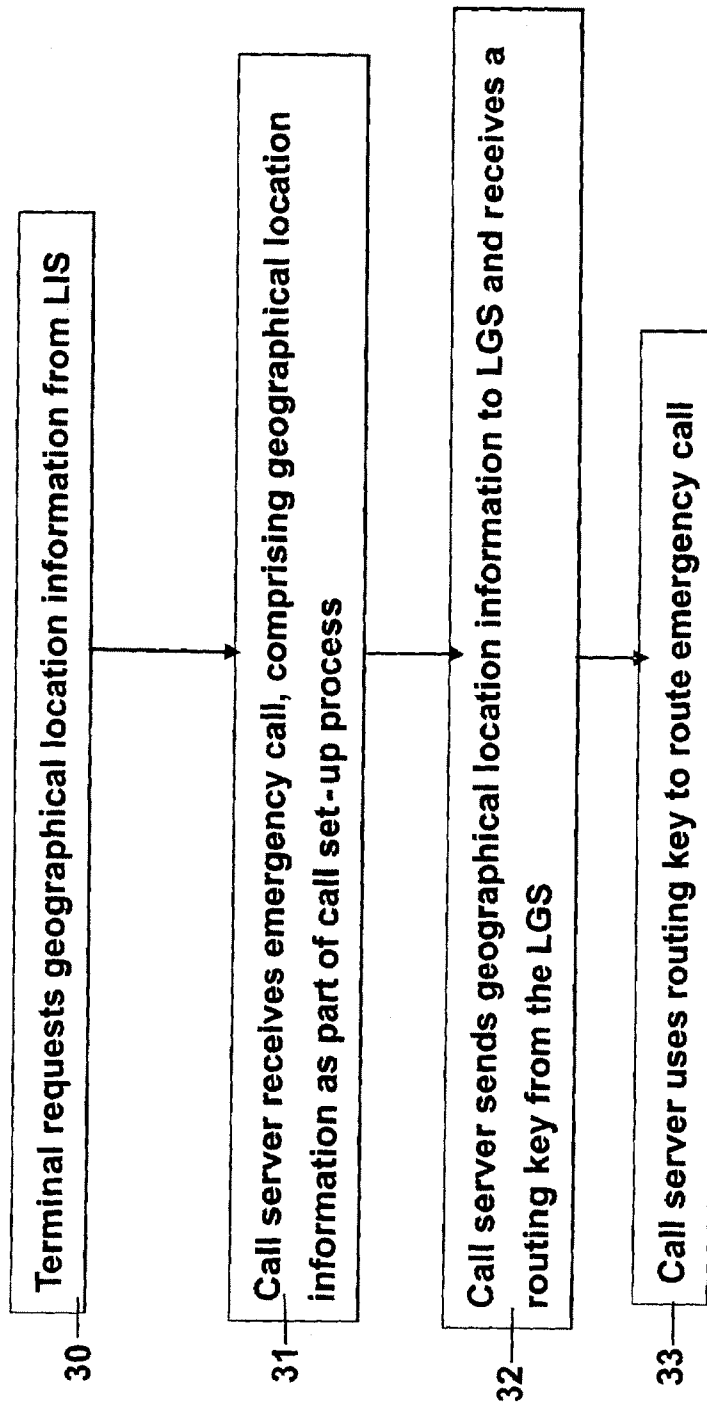 30
Terminal requests geographical location information from LIS
31
Call server receives emergency call, comprising geographical location
information as part of call set-up process
32
Call server sends geographical location information to LGS and receives a
routing key from the LGS
33
Call server uses routing key to route emergency call